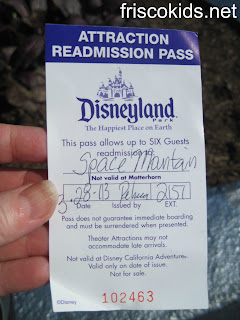 friscokids.net
ATTRACTION
READMISSION PASS
Disneyland
Park
The Happiest Place on Earth
This pass allows up to SIX Guests
readmission to
Space Mountain
Not valid at Matterhorn
3-28-13 2157
Date Issued by EXT.
Pass does not guarantee immediate boarding
and must be surrendered when presented.
Theater Attractions may not
accommodate late arrivals.
Not valid at Disney California Adventure.
Valid only on date of issue.
Not for sale.
©Disney 102463